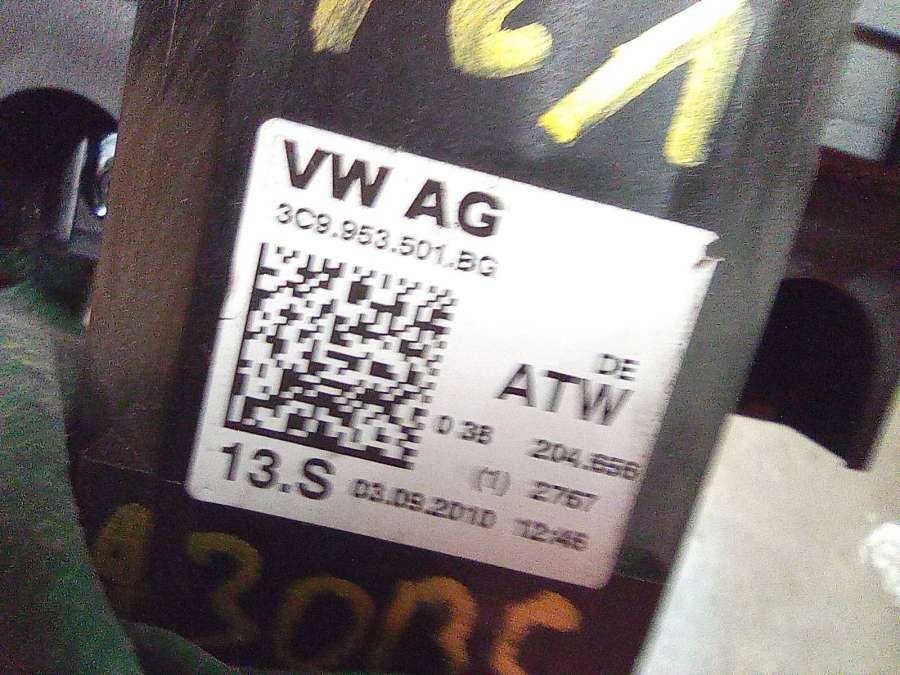 VW AG
3C9.953.501.BG
DE
ATW
0 38 204.656
(1) 2767
13.S 03.09.2010 12:46